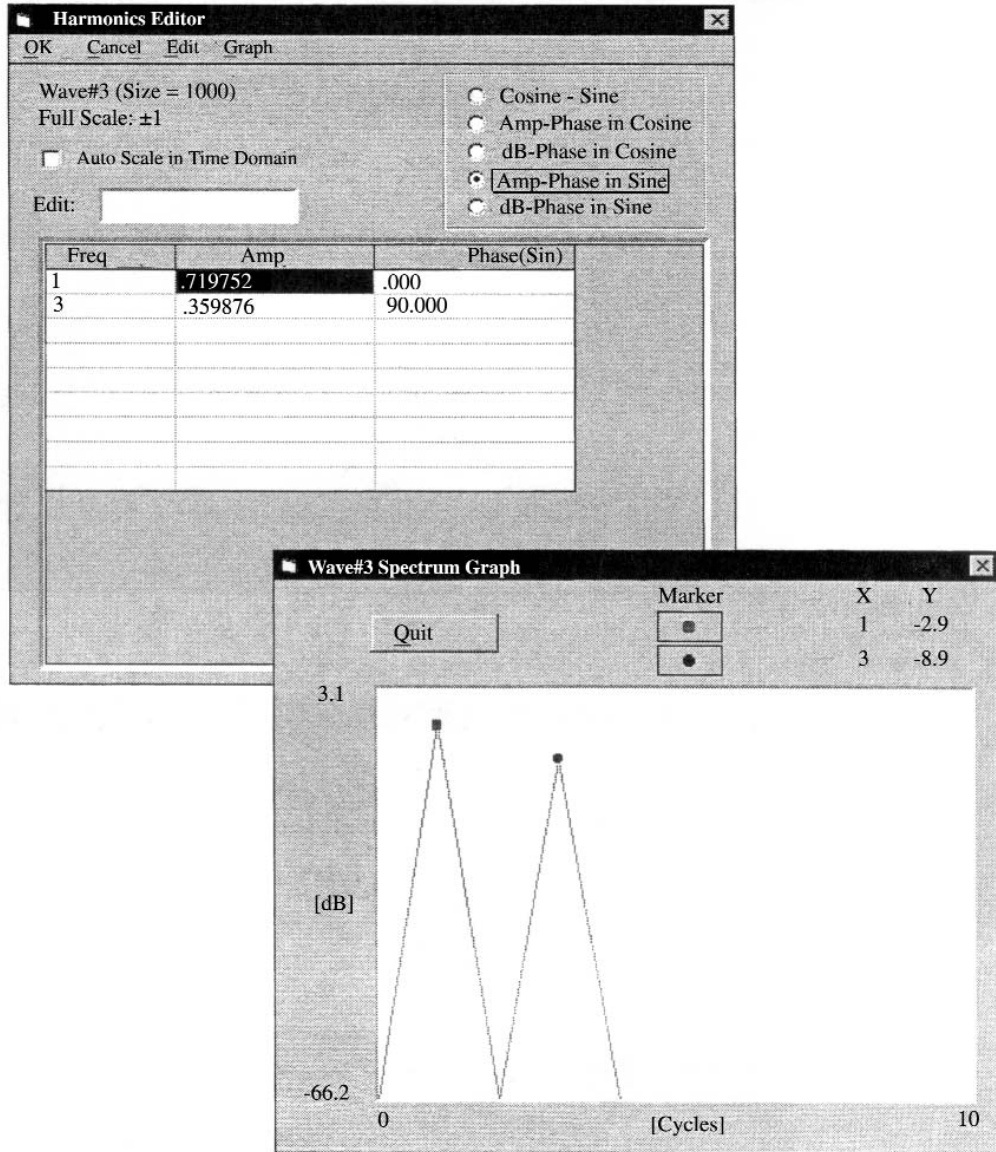 Harmonics Editor
OK Cancel Edit Graph
Wave#3 (Size = 1000)
Full Scale: ±1
Auto Scale in Time Domain
Edit:
Cosine - Sine
Amp-Phase in Cosine
dB-Phase in Cosine
Amp-Phase in Sine
dB-Phase in Sine
Freq Amp Phase(Sin)
1 .719752 .000
3 .359876 90.000
Wave#3 Spectrum Graph
Quit
Marker X Y
1 -2.9
3 -8.9
3.1
[dB]
-66.2
0 [Cycles] 10